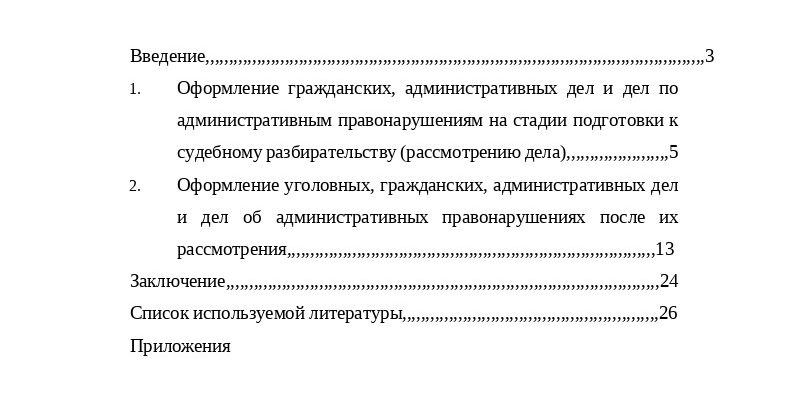 Введение,,,,,,,,,,,,,,,,,,,,,,,,,,,,,,,,,,,,,,,,,,,,,,,,,,,,,,,,,,,,,,,,,,,,,,,,,,,,,,,,,,,,,,,,,,,,,,,3
1. Оформление гражданских, административных дел и дел по
административным правонарушениям на стадии подготовки к
судебному разбирательству (рассмотрению дела),,,,,,,,,,,,,,,,,,,,,,5
2. Оформление уголовных, гражданских, административных дел
и дел об административных правонарушениях после их
рассмотрения,,,,,,,,,,,,,,,,,,,,,,,,,,,,,,,,,,,,,,,,,,,,,,,,,,,,,,,,,,,,,,,,,,,,,,,,,,,,,13
Заключение,,,,,,,,,,,,,,,,,,,,,,,,,,,,,,,,,,,,,,,,,,,,,,,,,,,,,,,,,,,,,,,,,,,,,,,,,,,,,,,,,,,,,,,,,,24
Список используемой литературы,,,,,,,,,,,,,,,,,,,,,,,,,,,,,,,,,,,,,,,,,,,,,,,,,,,,,,26
Приложения